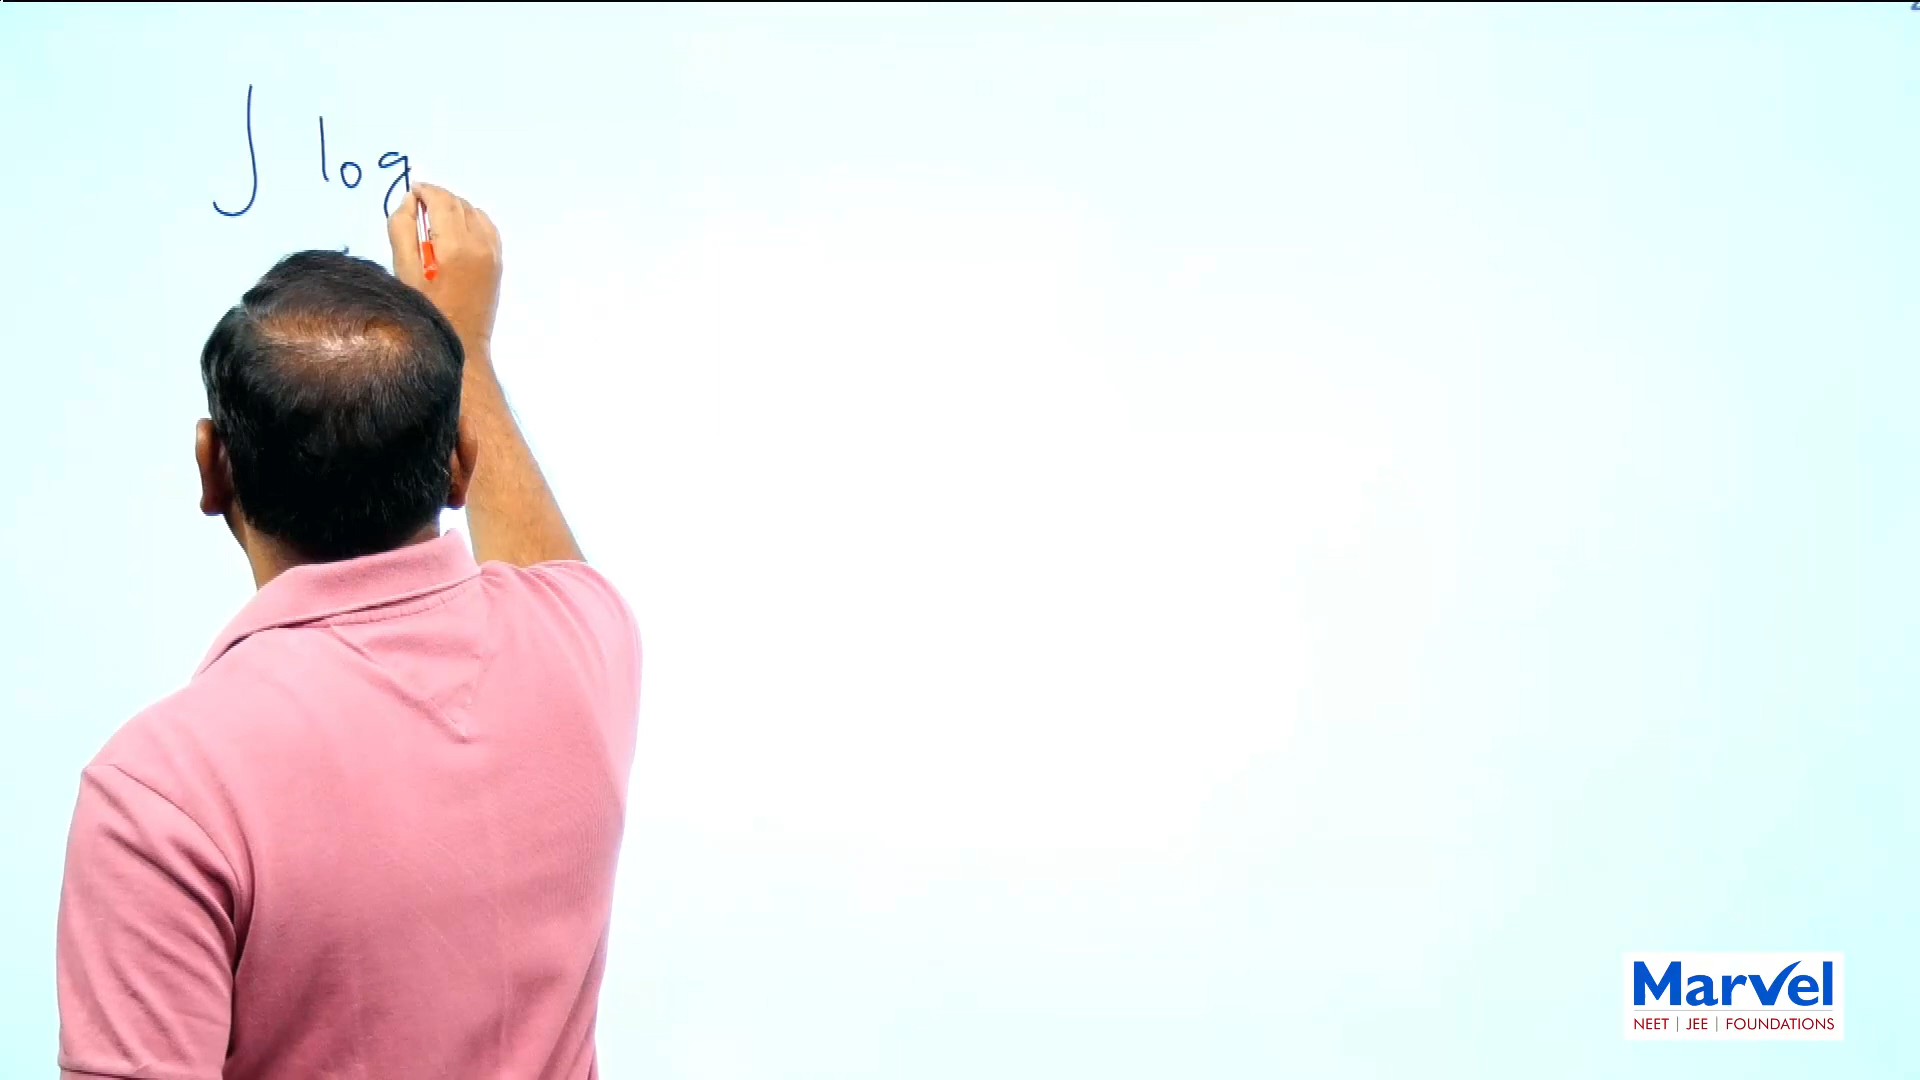 ∫ log
Marvel
NEET | JEE | FOUNDATIONS